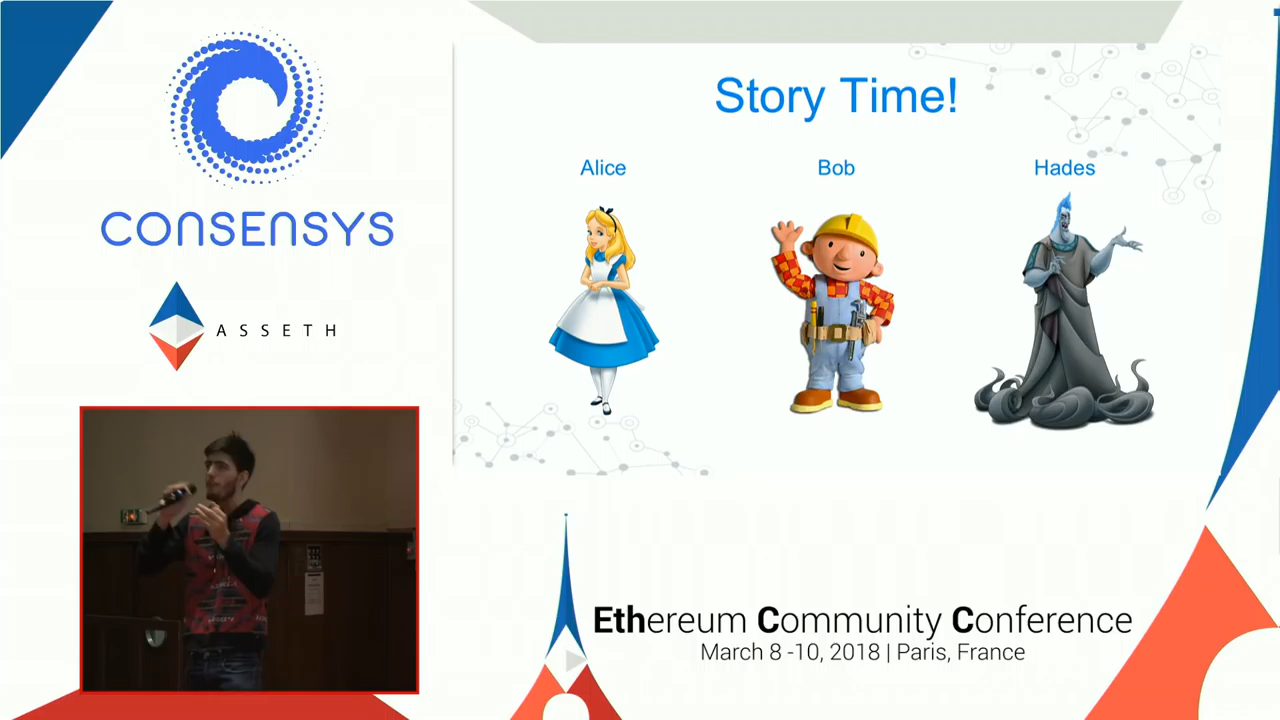 CONSENSYS
ASSETH
Story Time!
Alice
Bob
Hades
Ethereum Community Conference
March 8 -10, 2018 | Paris, France